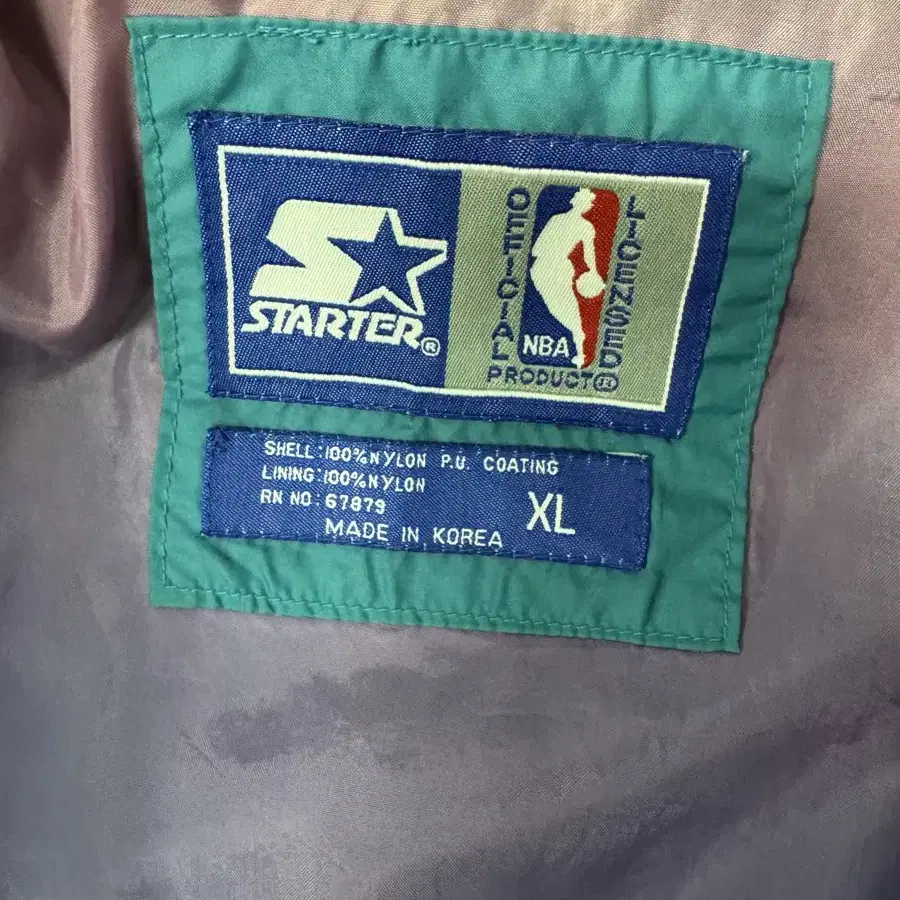 STARTER®
OFFICIAL
LICENSED
NBA
PRODUCT®
SHELL:100%NYLON P.U. COATING
LINING:100%NYLON
RN NO:67879
XL
MADE IN KOREA